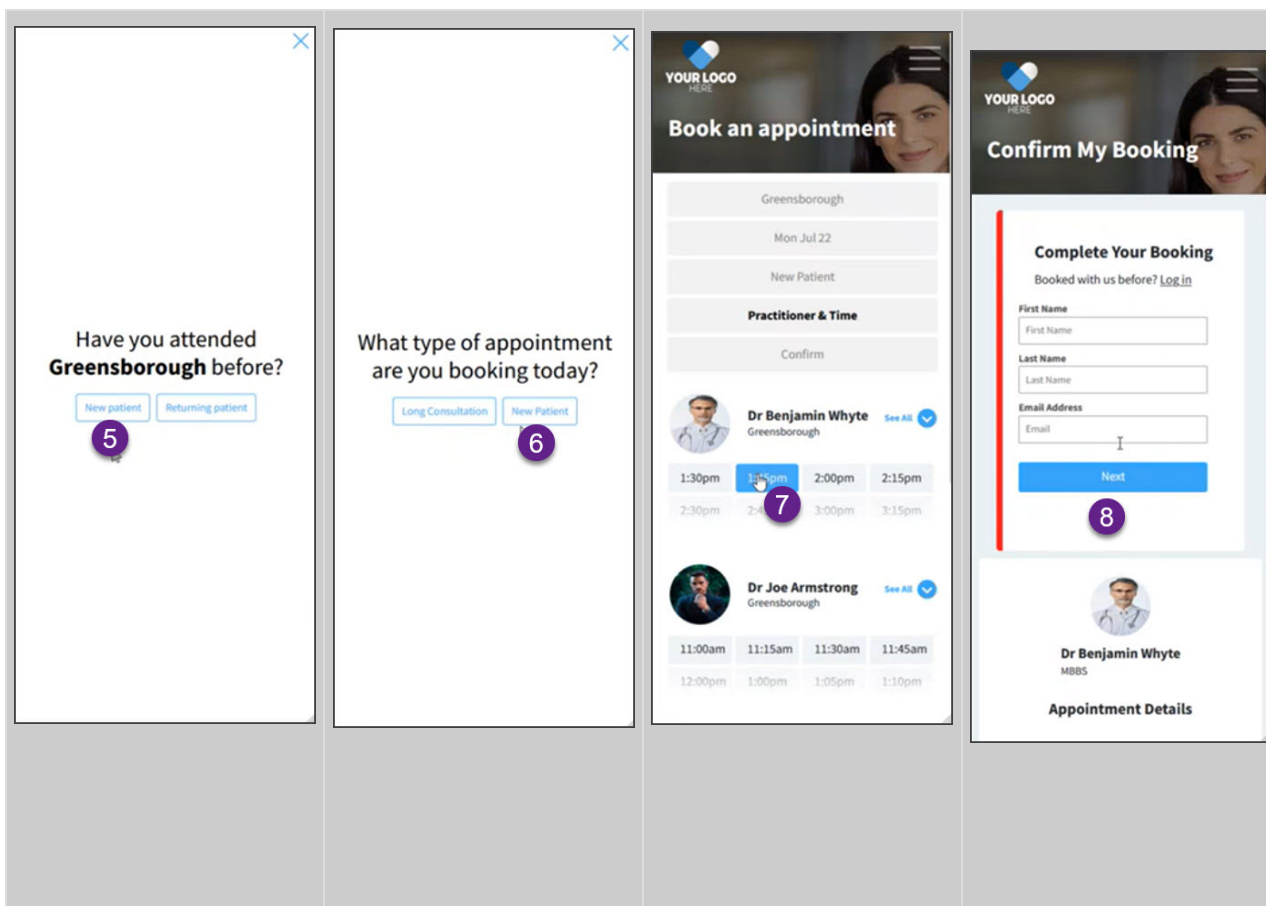 Have you attended
Greensborough before?
New patient
Returning patient
5
What type of appointment
are you booking today?
Long Consultation
New Patient
6
YOUR LOGO
HERE
Book an appointment
Greensborough
Mon Jul 22
New Patient
Practitioner & Time
Confirm
Dr Benjamin Whyte
See All
Greensborough
1:30pm
2:00pm
2:15pm
7
2:30pm
3:00pm
3:15pm
Dr Joe Armstrong
See All
Greensborough
11:00am
11:15am
11:30am
11:45am
12:00pm
1:00pm
1:05pm
1:10pm
YOUR LOGO
HERE
Confirm My Booking
Complete Your Booking
Booked with us before? Log in
First Name
First Name
Last Name
Last Name
Email Address
Email
Next
8
Dr Benjamin Whyte
MBBS
Appointment Details